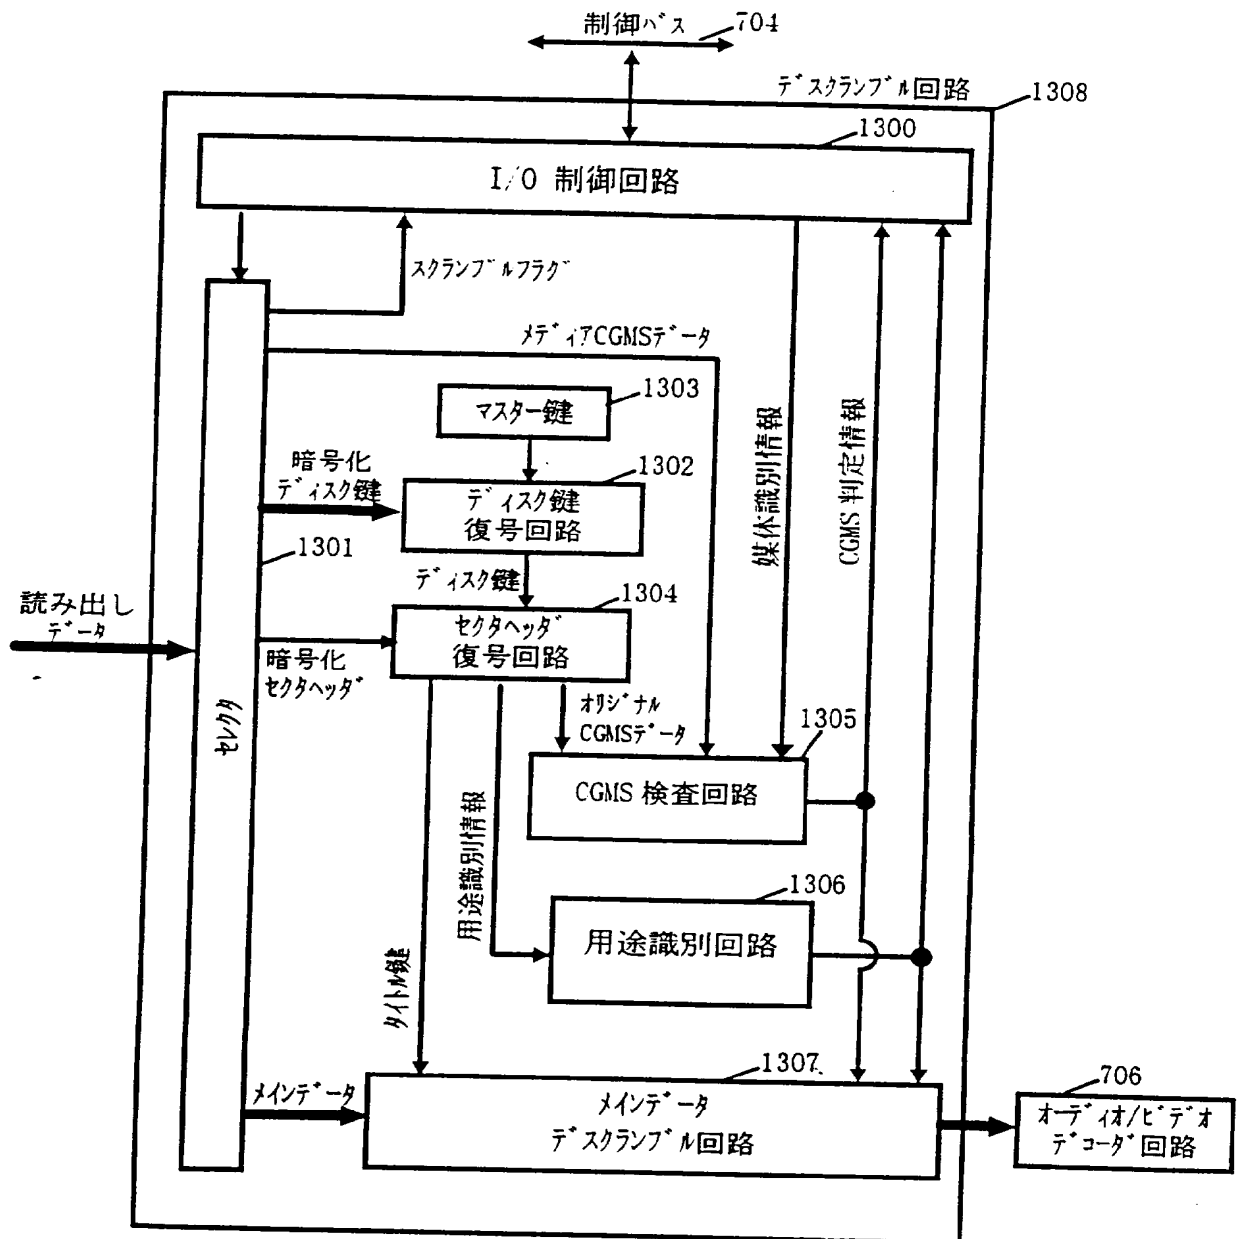 制御バス
704
デスクランブル回路
1308
1300
I/O 制御回路
スクランブルフラグ
メディアCGMSデータ
1303
マスター鍵
媒体識別情報
CGMS 判定情報
暗号化
ディスク鍵
1302
ディスク鍵
復号回路
1301
ディスク鍵
1304
読み出し
データ
セクタヘッダ
復号回路
暗号化
セクタヘッダ
セレクタ
オリジナル
CGMSデータ
1305
CGMS 検査回路
用途識別情報
1306
用途識別回路
タイトル鍵
1307
メインデータ
メインデータ
デスクランブル回路
706
オーディオ/ビデオ
デコーダ回路